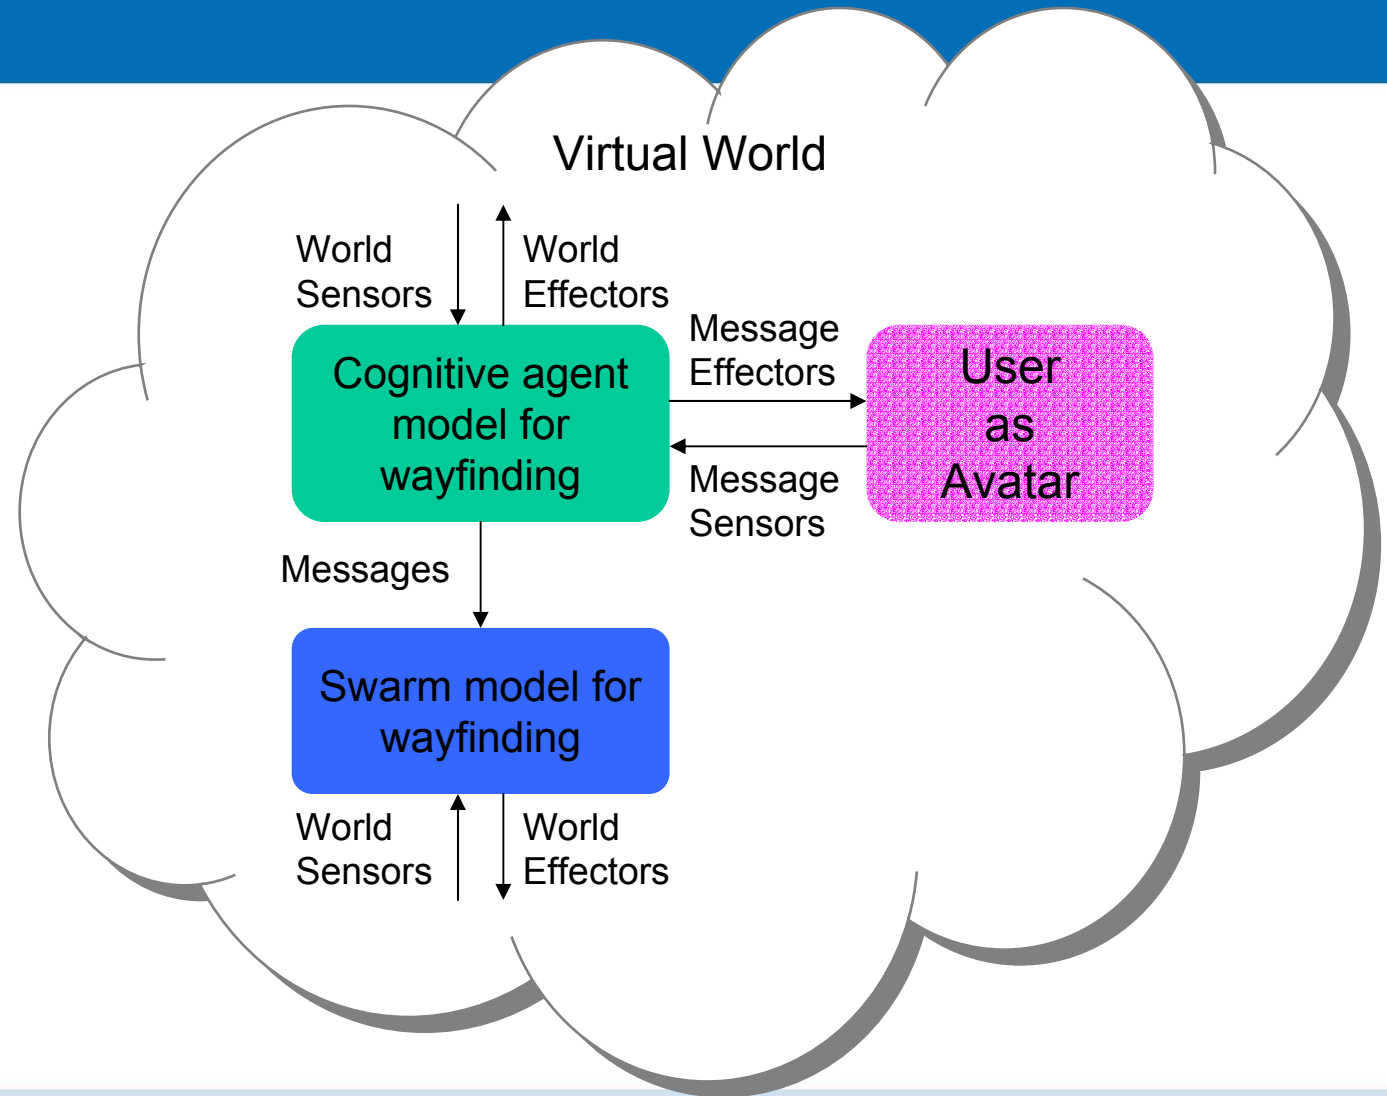 Virtual World
World
Sensors
World
Effectors
Cognitive agent
model for
wayfinding
Message
Effectors
User
as
Avatar
Message
Sensors
Messages
Swarm model for
wayfinding
World
Sensors
World
Effectors